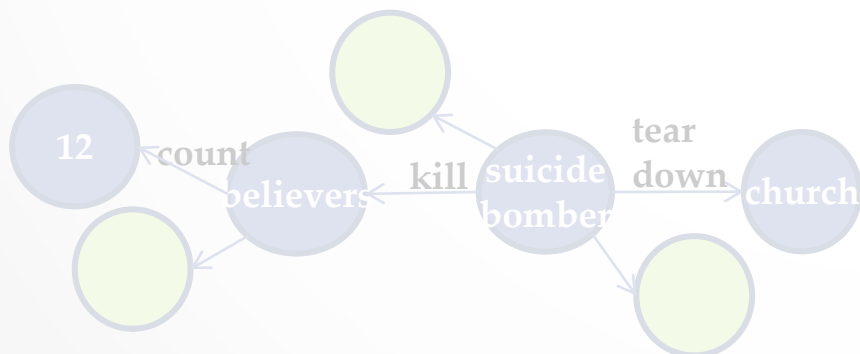 12
count
believers
kill
suicide
bomber
tear
down
church